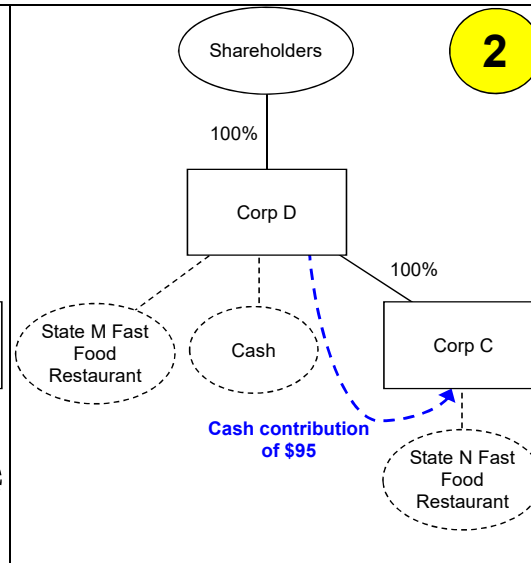 Shareholders
2
100%
Corp D
100%
State M Fast
Food
Restaurant
Cash
Corp C
Cash contribution
of $95
State N Fast
Food
Restaurant